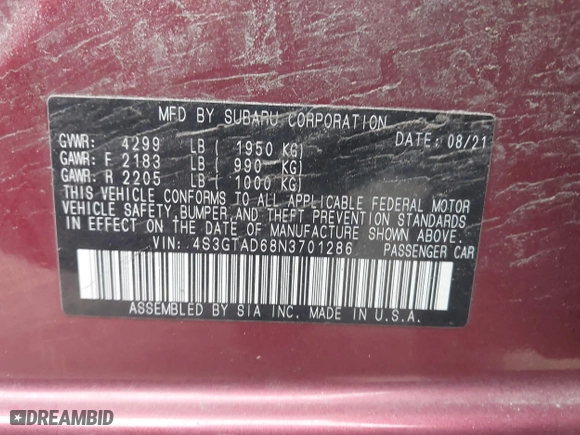 MFD BY SUBARU CORPORATION
GVWR: 4299 LB ( 1950 KG) DATE: 08/21
GAWR: F 2183 LB ( 990 KG)
GAWR: R 2205 LB ( 1000 KG)
THIS VEHICLE CONFORMS TO ALL APPLICABLE FEDERAL MOTOR
VEHICLE SAFETY, BUMPER, AND THEFT PREVENTION STANDARDS
IN EFFECT ON THE DATE OF MANUFACTURE SHOWN ABOVE.
VIN: 4S3GTAD68N3701286 PASSENGER CAR
ASSEMBLED BY SIA INC. MADE IN U.S.A.
DREAMBID